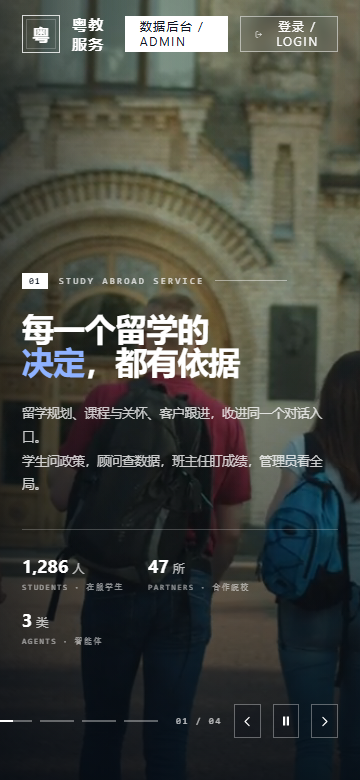 粤
粤教
服务
数据后台 /
ADMIN
登录 /
LOGIN
01 STUDY ABROAD SERVICE
每一个留学的
决定，都有依据
留学规划、课程与关怀、客户跟进，收进同一个对话入
口。
学生问政策，顾问查数据，班主任盯成绩，管理员看全
局。
1,286 人
STUDENTS · 在服学生
47 所
PARTNERS · 合作院校
3 类
AGENTS · 智能体
01 / 04